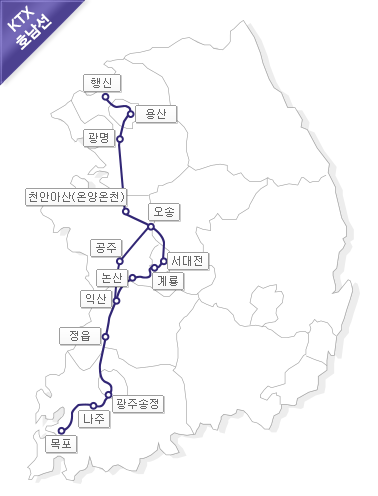 KTX
호남선
행신
용산
광명
천안아산(온양온천)
오송
공주
서대전
논산
계룡
익산
정읍
광주송정
나주
목포